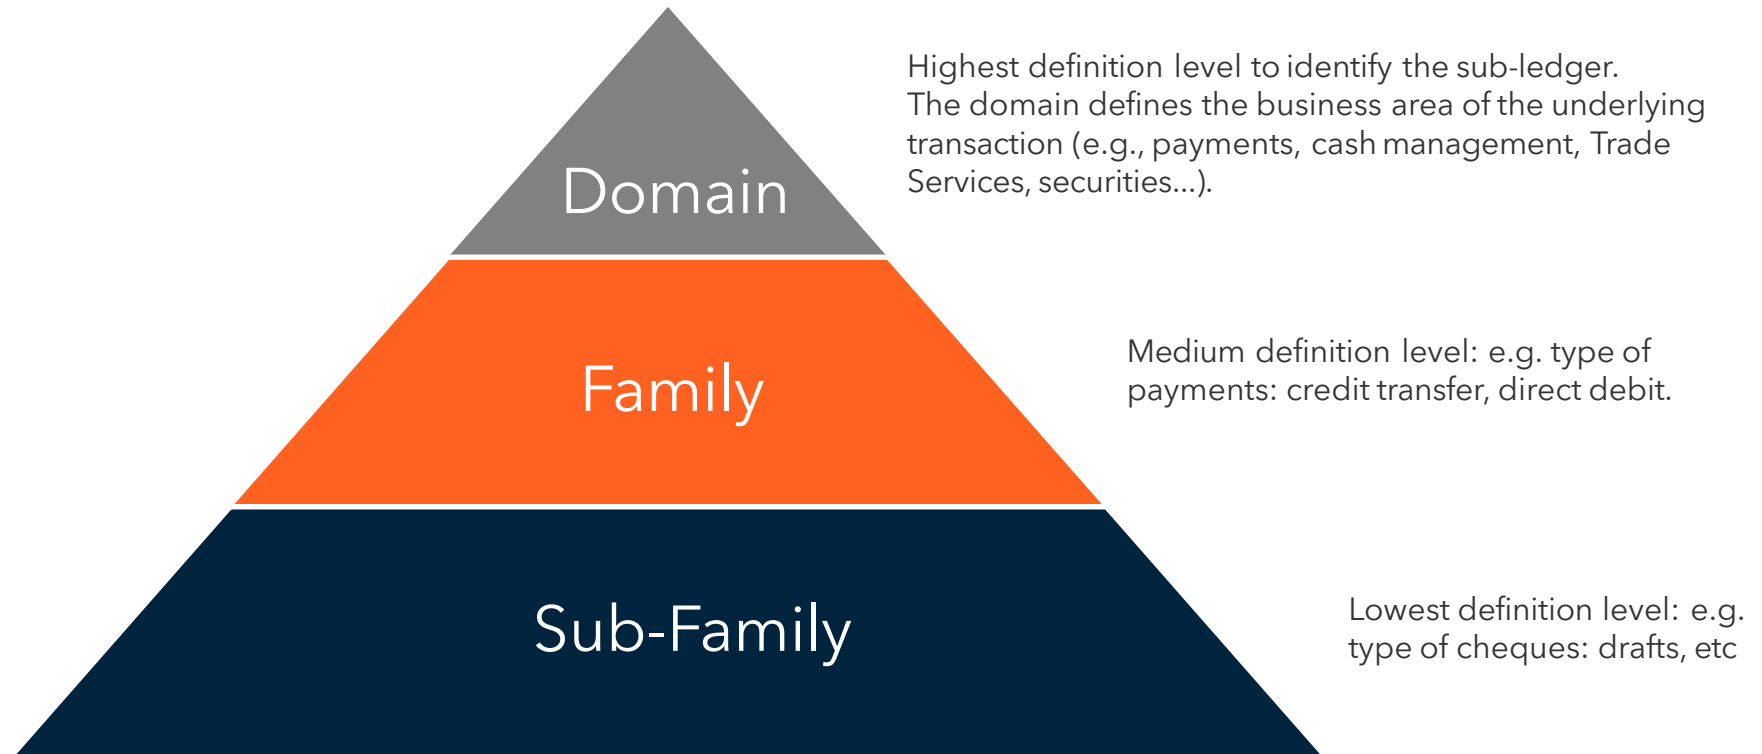 Highest definition level to identify the sub-ledger.
The domain defines the business area of the underlying
transaction (e.g., payments, cash management, Trade
Services, securities...).
Domain
Medium definition level: e.g. type of
payments: credit transfer, direct debit.
Family
Lowest definition level: e.g.
type of cheques: drafts, etc
Sub-Family